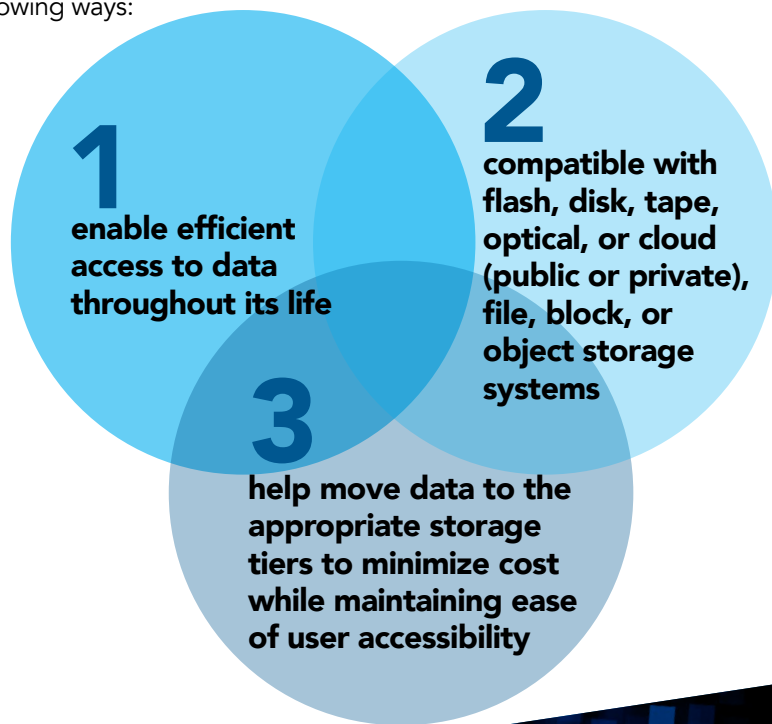 owing ways:
1
enable efficient
access to data
throughout its life
2
compatible with
flash, disk, tape,
optical, or cloud
(public or private),
file, block, or
object storage
systems
3
help move data to the
appropriate storage
tiers to minimize cost
while maintaining ease
of user accessibility